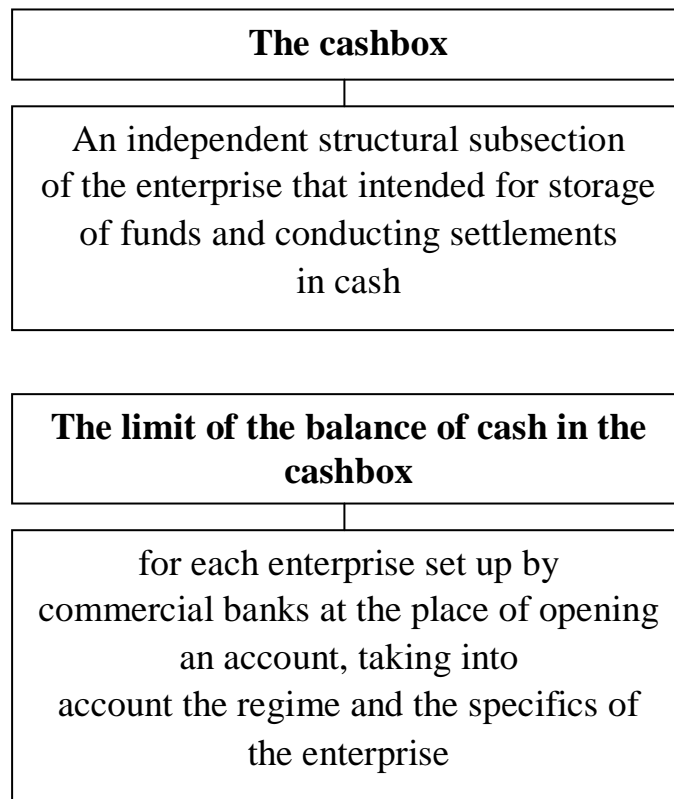 The cashbox
An independent structural subsection
of the enterprise that intended for storage
of funds and conducting settlements
in cash
The limit of the balance of cash in the
cashbox
for each enterprise set up by
commercial banks at the place of opening
an account, taking into
account the regime and the specifics of
the enterprise